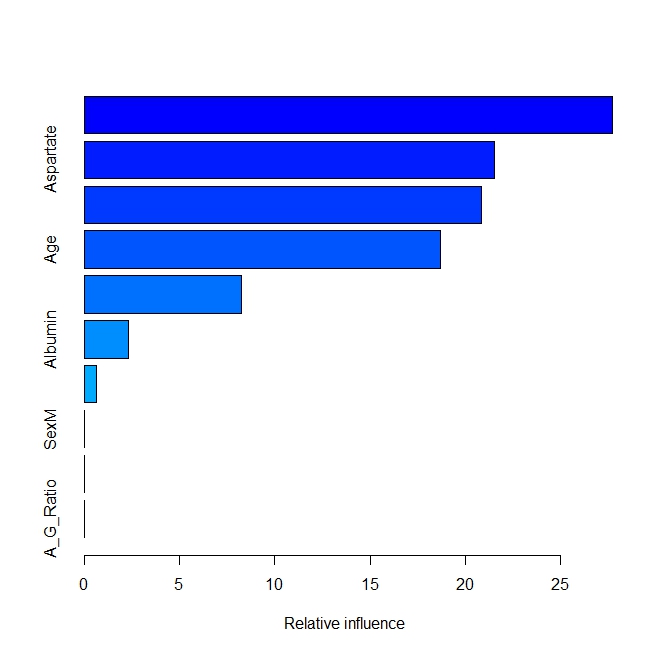 Aspartate
Age
Albumin
SexM
A_G_Ratio
0 5 10 15 20 25
Relative influence